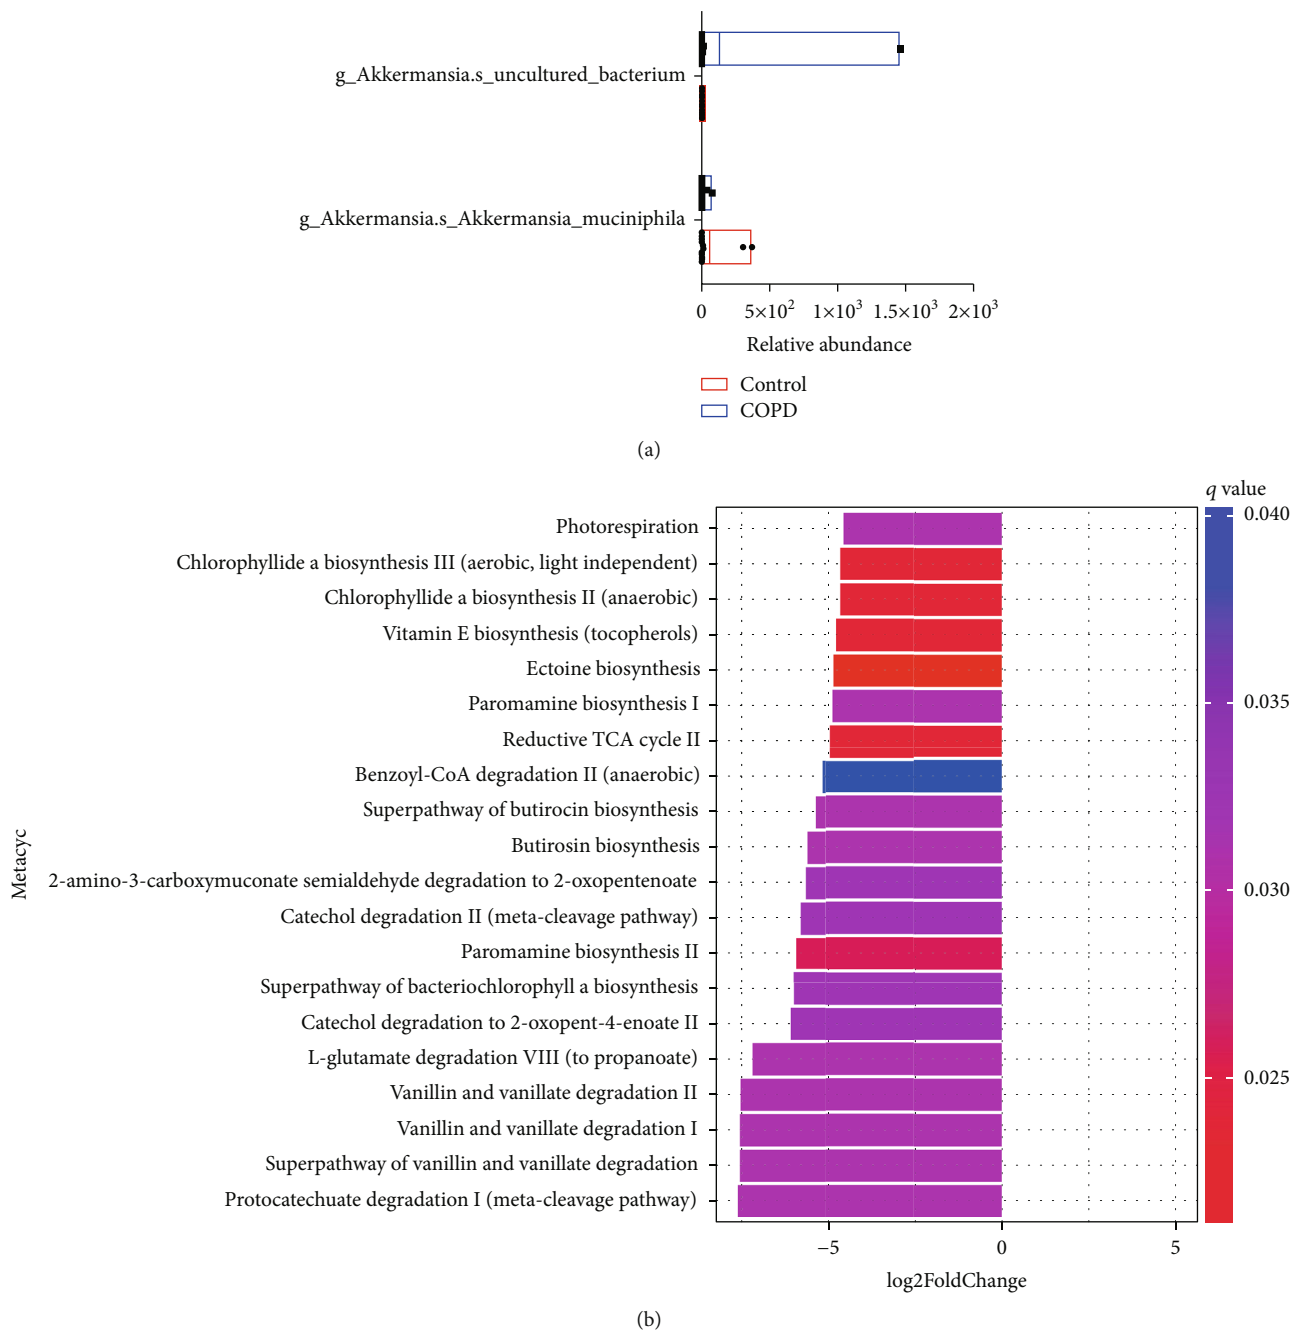 g_Akkermansia.s_uncultured_bacterium
g_Akkermansia.s_Akkermansia_muciniphila
0 5×10² 1×10³ 1.5×10³ 2×10³
Relative abundance
Control
COPD
(a)
q value
0.040
0.035
0.030
0.025
Metacyc
Photorespiration
Chlorophyllide a biosynthesis III (aerobic, light independent)
Chlorophyllide a biosynthesis II (anaerobic)
Vitamin E biosynthesis (tocopherols)
Ectoine biosynthesis
Paromamine biosynthesis I
Reductive TCA cycle II
Benzoyl-CoA degradation II (anaerobic)
Superpathway of butirocin biosynthesis
Butirosin biosynthesis
2-amino-3-carboxymuconate semialdehyde degradation to 2-oxopentenoate
Catechol degradation II (meta-cleavage pathway)
Paromamine biosynthesis II
Superpathway of bacteriochlorophyll a biosynthesis
Catechol degradation to 2-oxopent-4-enoate II
L-glutamate degradation VIII (to propanoate)
Vanillin and vanillate degradation II
Vanillin and vanillate degradation I
Superpathway of vanillin and vanillate degradation
Protocatechuate degradation I (meta-cleavage pathway)
−5 0 5
log2FoldChange
(b)